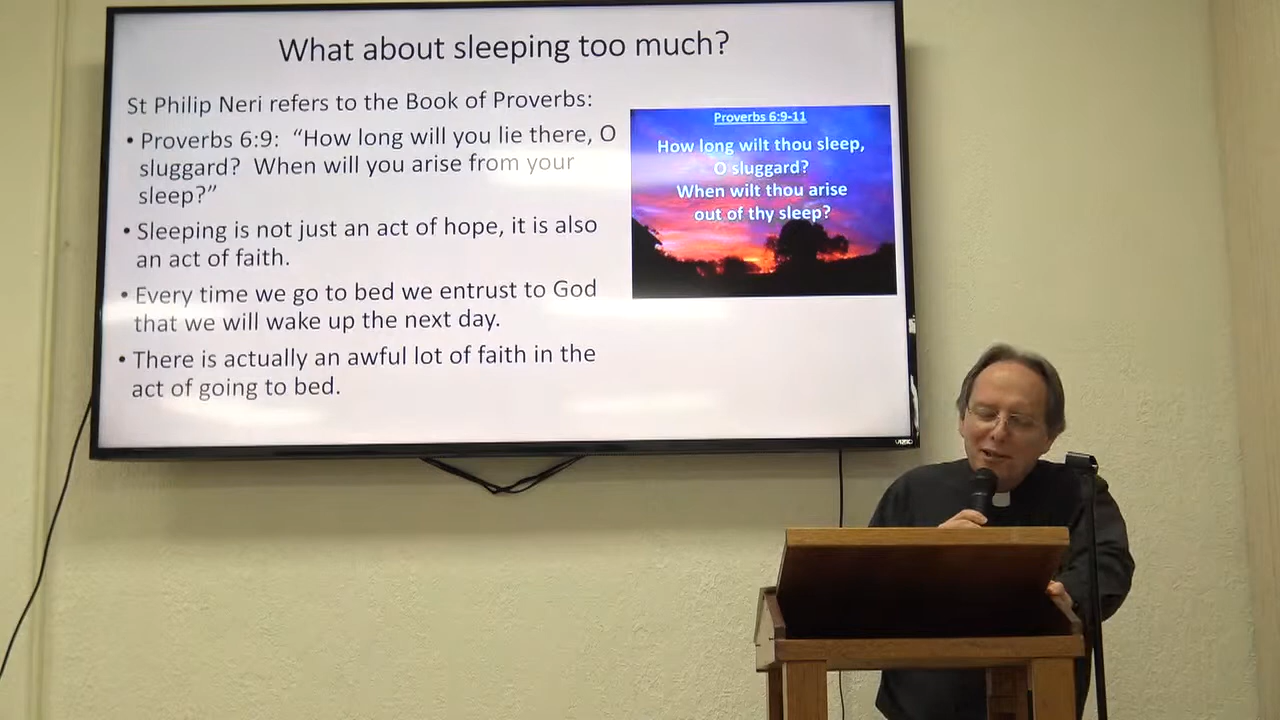 What about sleeping too much?
St Philip Neri refers to the Book of Proverbs:
• Proverbs 6:9: “How long will you lie there, O
sluggard? When will you arise from your
sleep?”
• Sleeping is not just an act of hope, it is also
an act of faith.
• Every time we go to bed we entrust to God
that we will wake up the next day.
• There is actually an awful lot of faith in the
act of going to bed.
Proverbs 6:9-11
How long wilt thou sleep,
O sluggard?
When wilt thou arise
out of thy sleep?
VIZIO